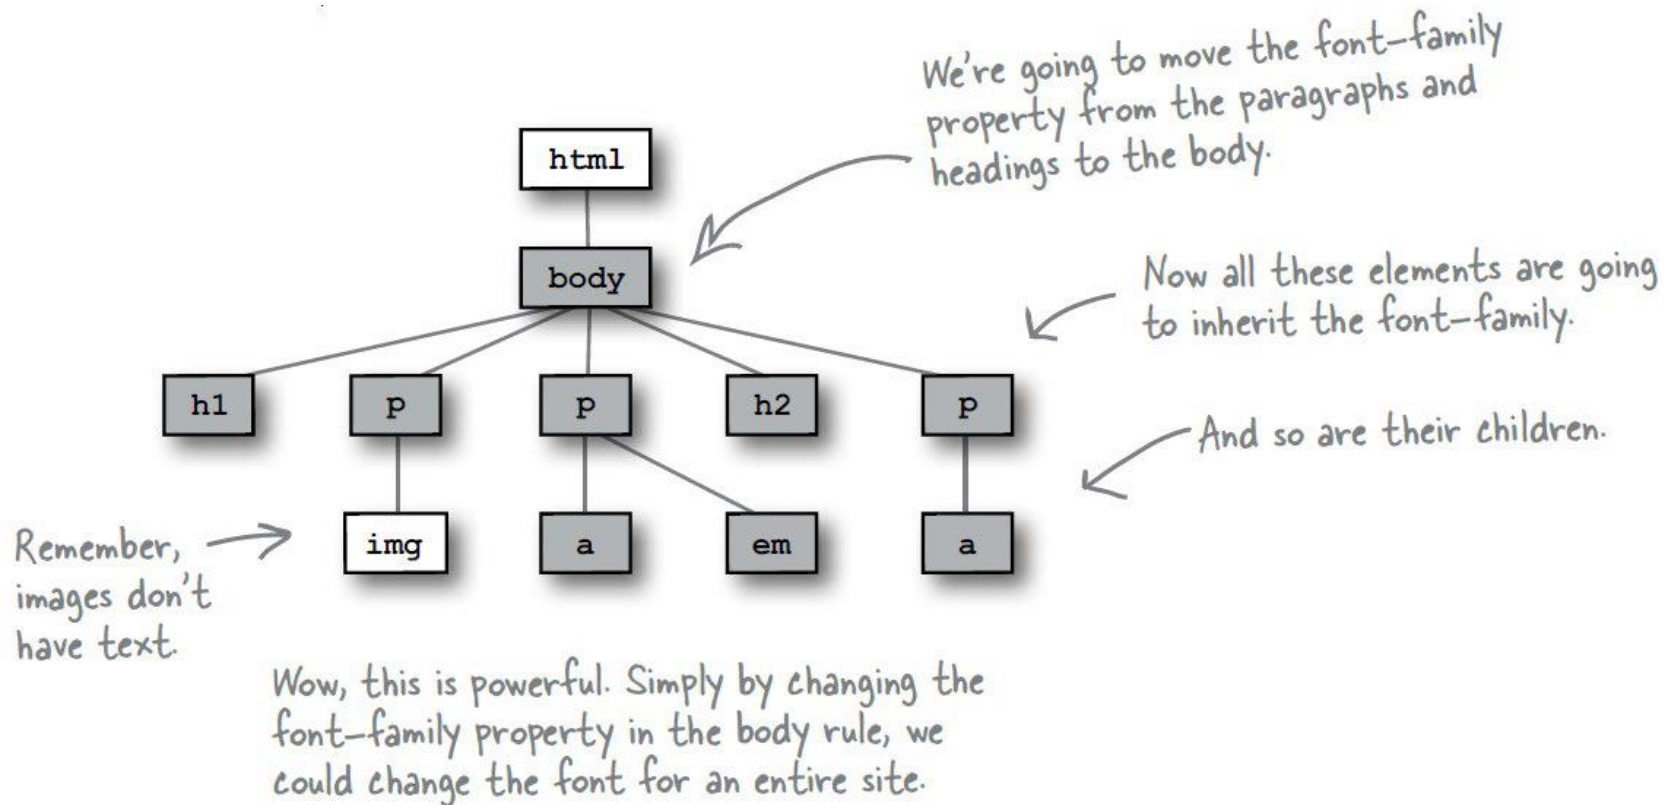 We're going to move the font-family
property from the paragraphs and
headings to the body.
html
body
Now all these elements are going
to inherit the font-family.
h1
p
p
h2
p
And so are their children.
Remember,
images don't
have text.
img
a
em
a
Wow, this is powerful. Simply by changing the
font-family property in the body rule, we
could change the font for an entire site.